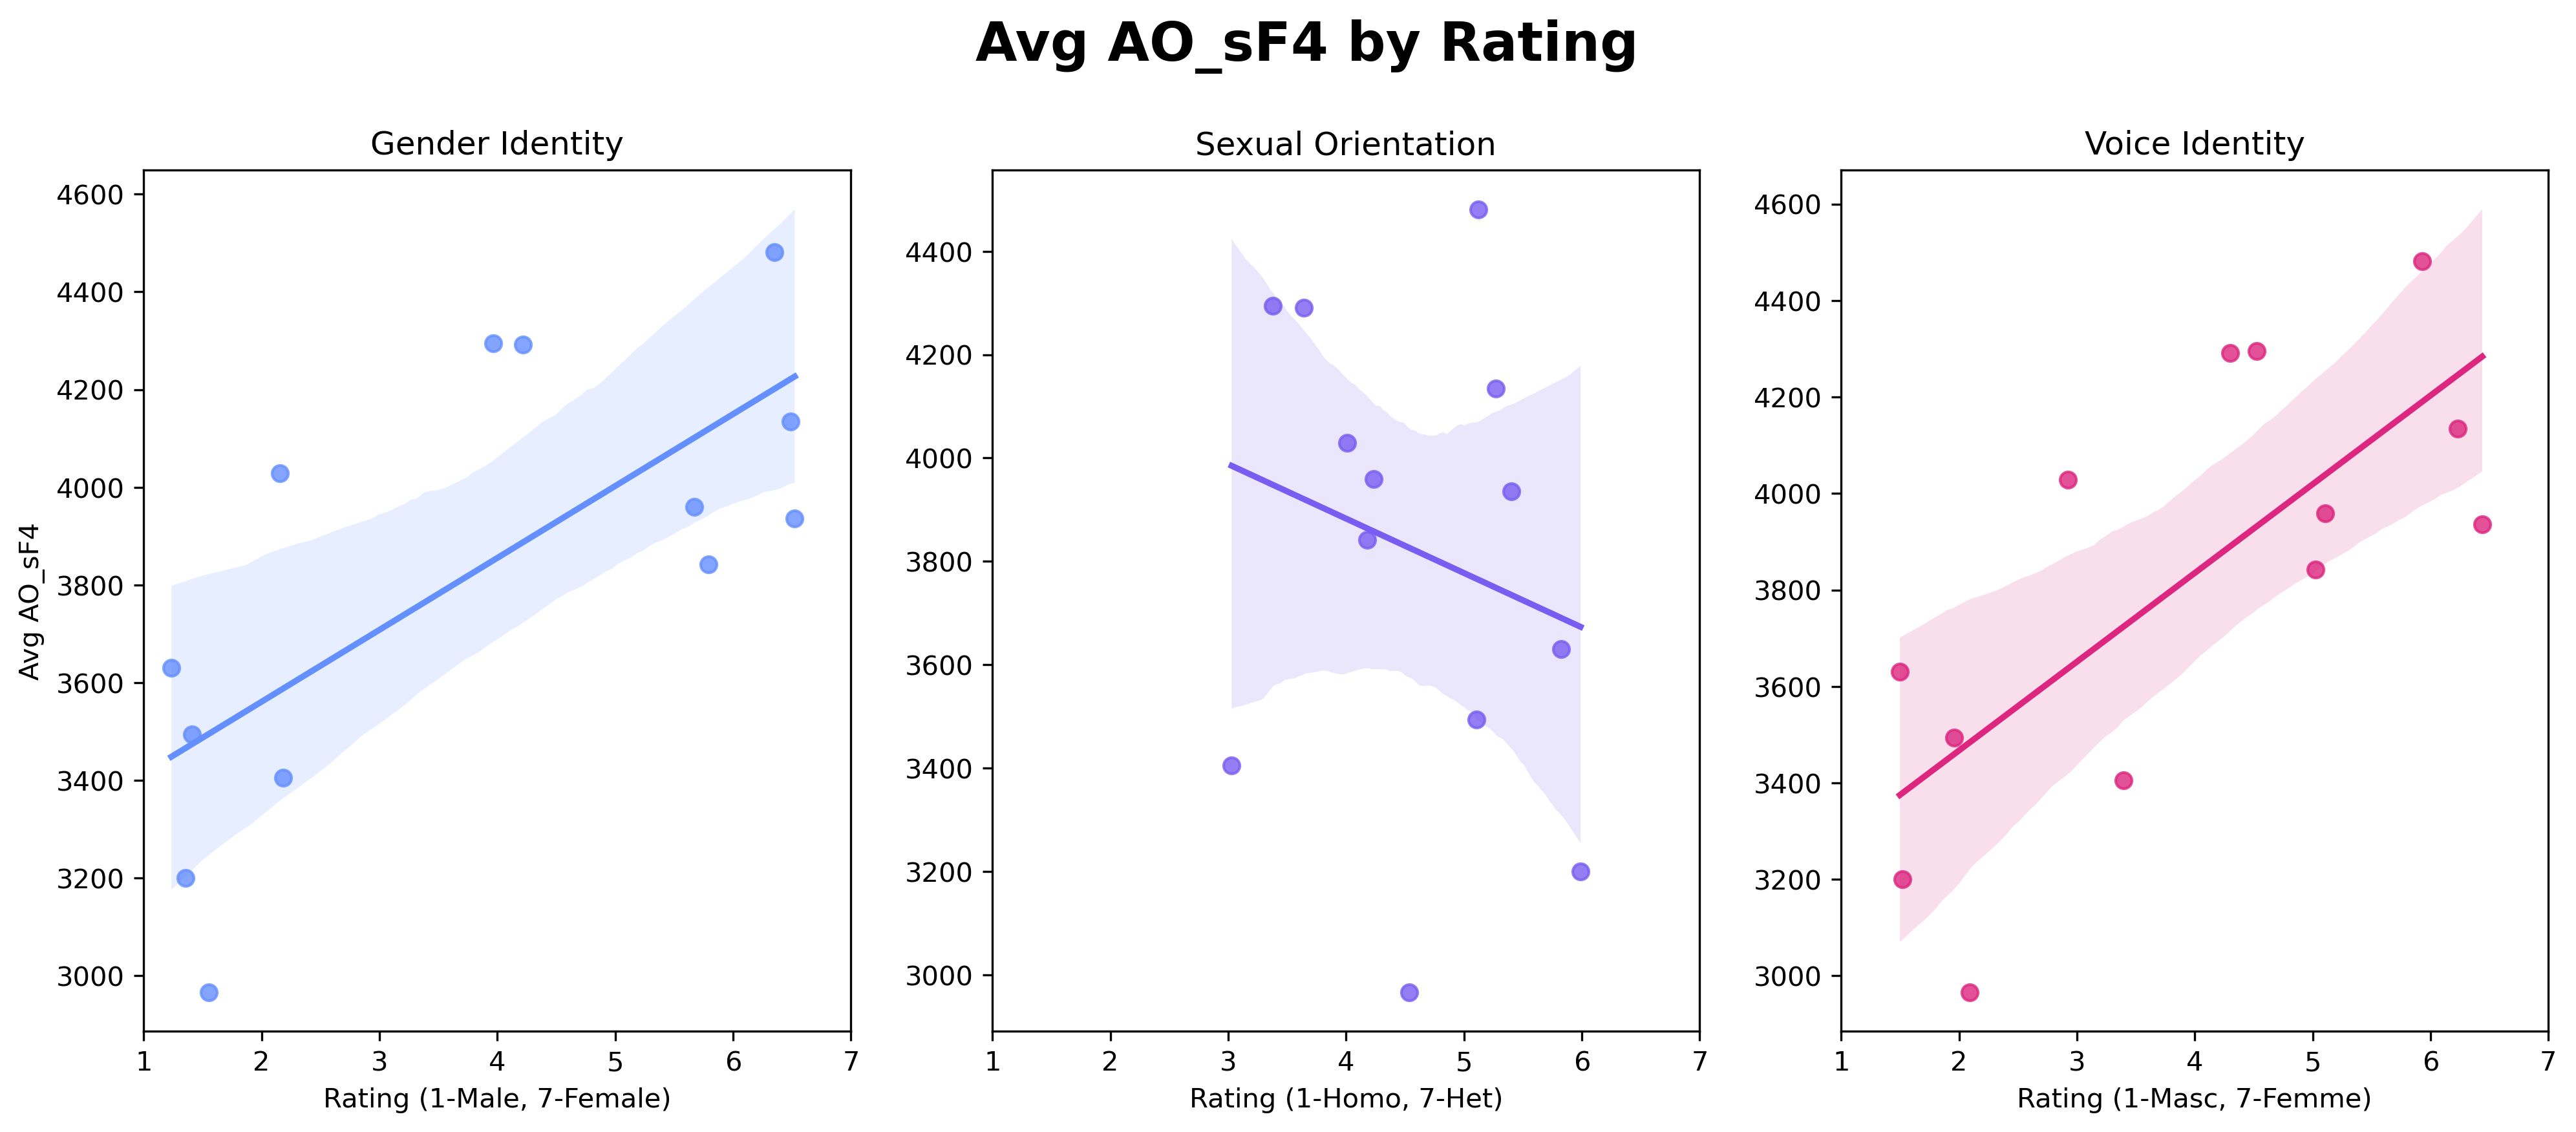 Avg AO_sF4 by Rating
Gender Identity
Sexual Orientation
Voice Identity
Avg AO_sF4
4600
4400
4200
4000
3800
3600
3400
3200
3000
1 2 3 4 5 6 7
Rating (1-Male, 7-Female)
4400
4200
4000
3800
3600
3400
3200
3000
1 2 3 4 5 6 7
Rating (1-Homo, 7-Het)
4600
4400
4200
4000
3800
3600
3400
3200
3000
1 2 3 4 5 6 7
Rating (1-Masc, 7-Femme)